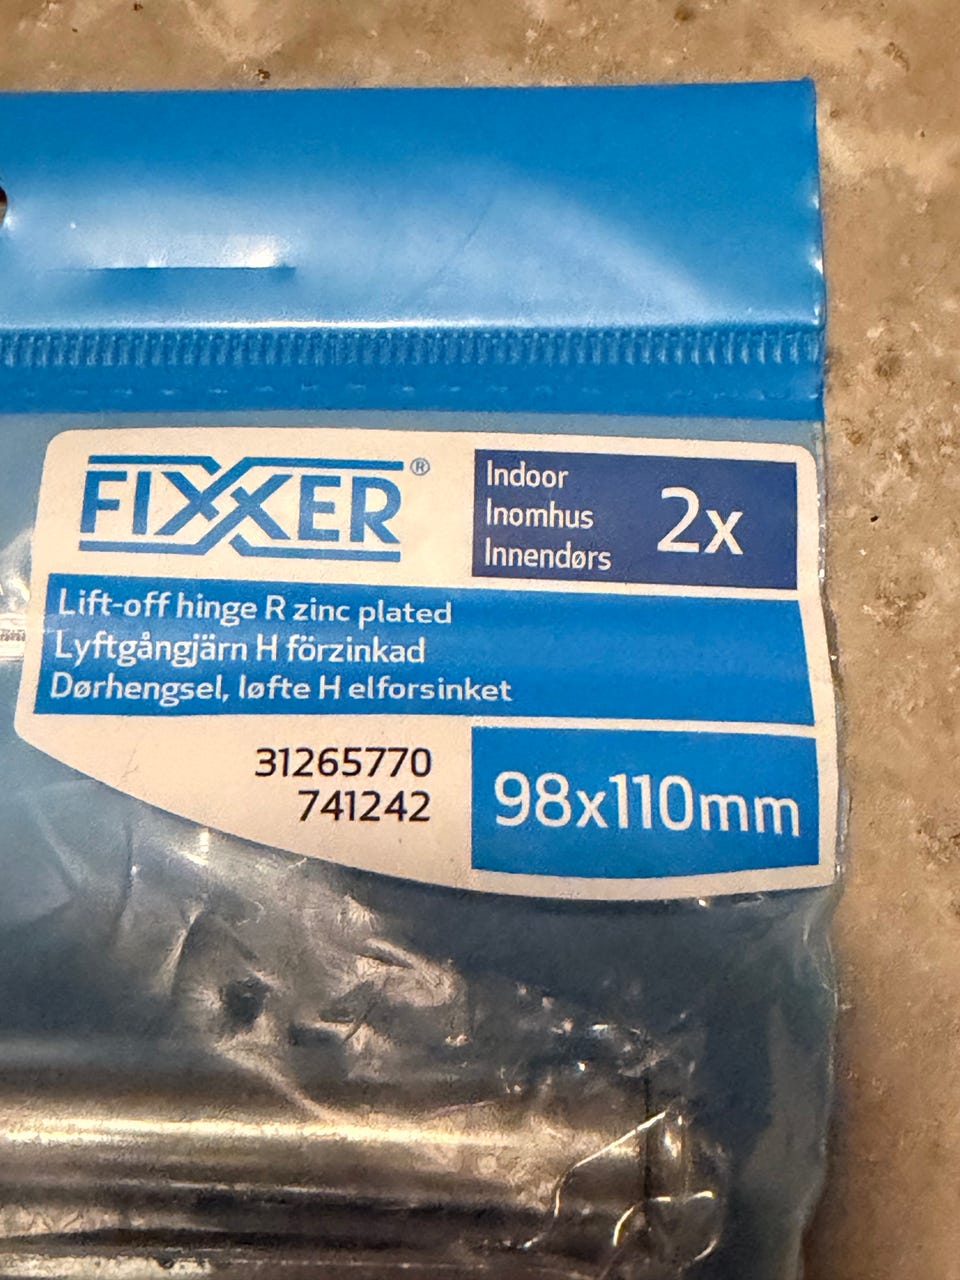 FIXXER®
Indoor
Inomhus
Innendørs
2x
Lift-off hinge R zinc plated
Lyftgångjärn H förzinkad
Dørhengsel, løfte H elforsinket
31265770
741242
98x110mm